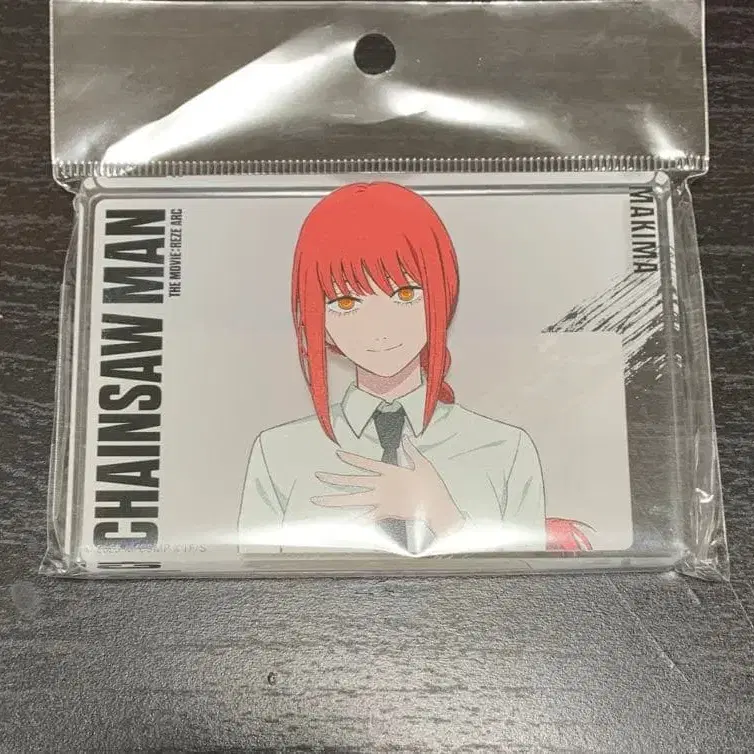 CHAINSAW MAN
THE MOVIE: REZE ARC
MAKIMA